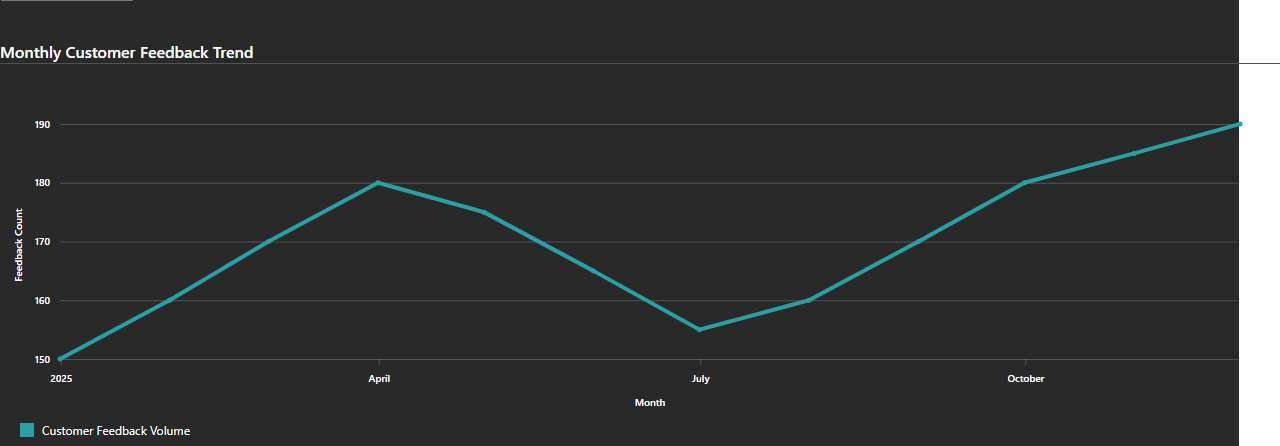 Monthly Customer Feedback Trend
190
180
170
160
150
Feedback Count
2025 April July October
Month
Customer Feedback Volume